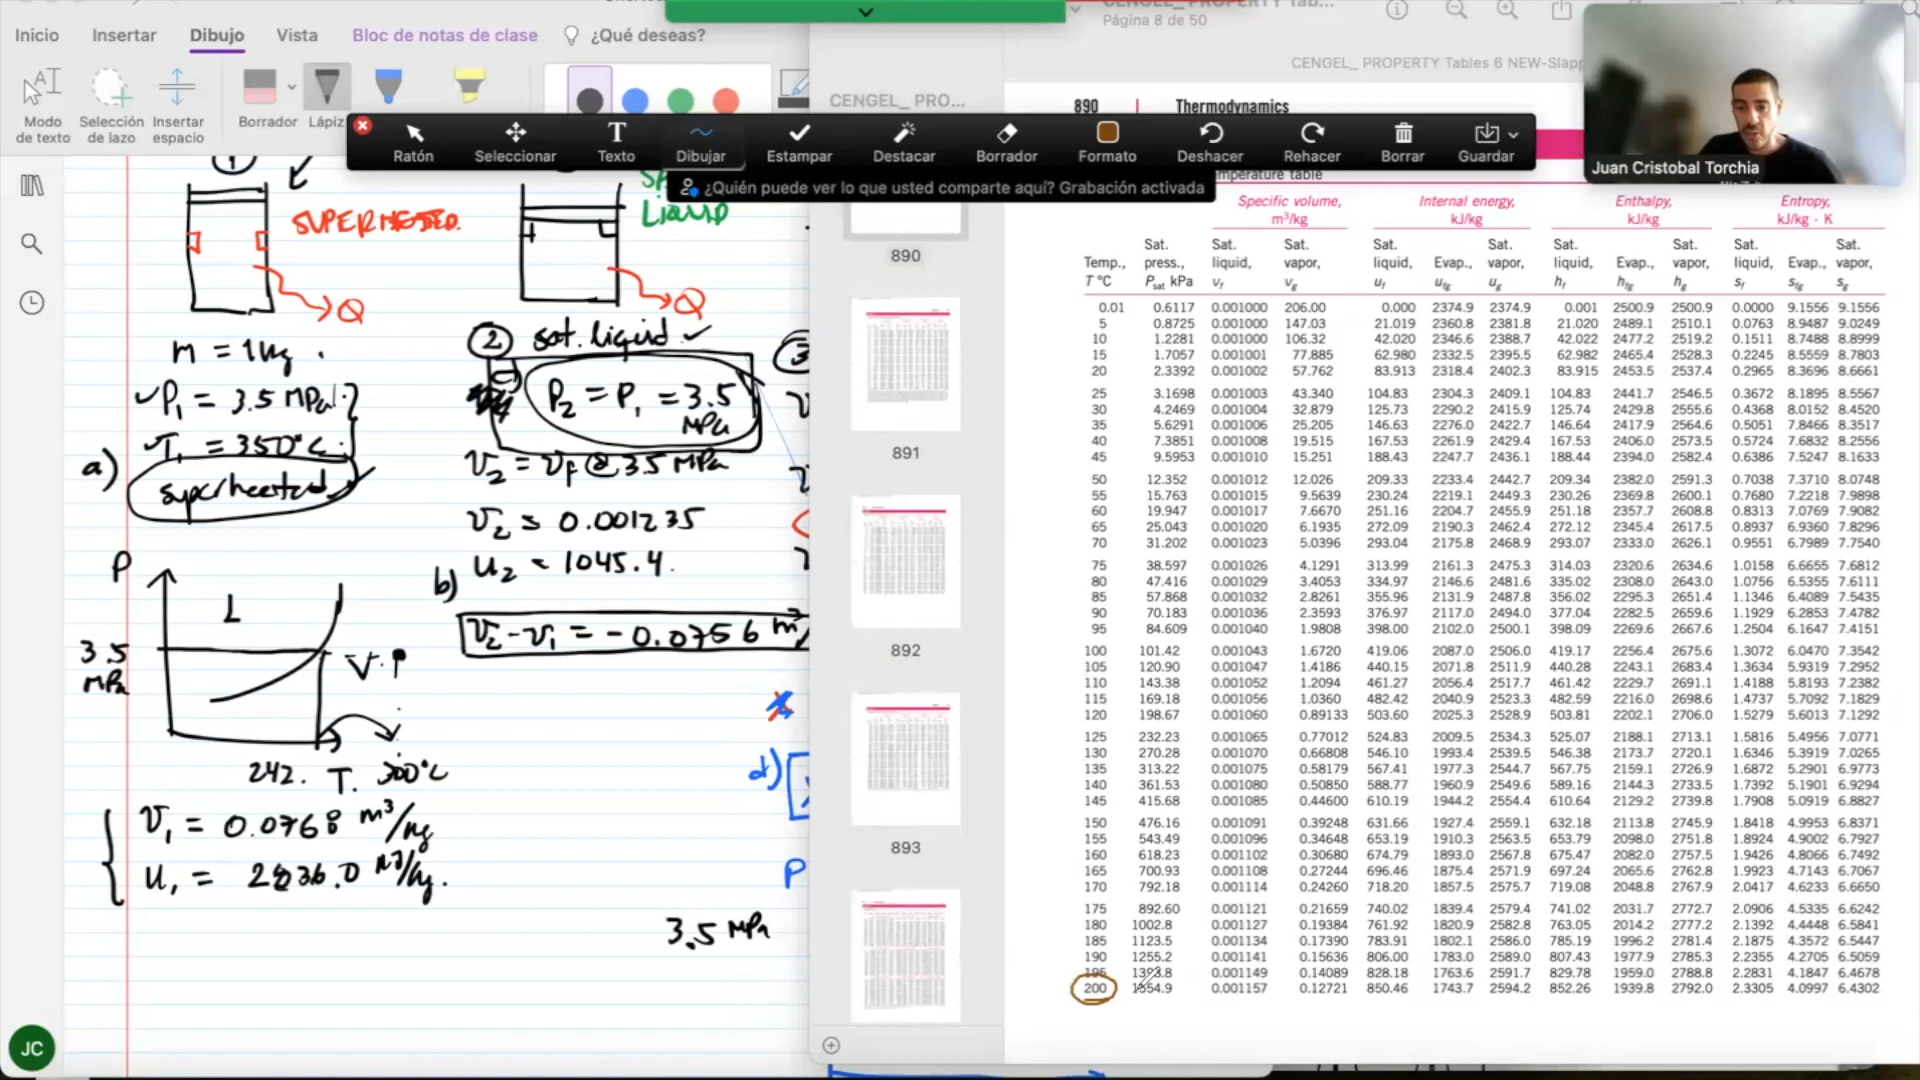 Inicio Insertar Dibujo Vista Bloc de notas de clase ¿Qué deseas?
Modo de texto
Selección de lazo
Insertar espacio
Borrador
Lápiz
Ratón Seleccionar Texto Dibujar Estampar Destacar Borrador Formato Deshacer Rehacer Borrar Guardar
¿Quién puede ver lo que usted comparte aquí? Grabación activada
Juan Cristobal Torchia
SUPERHEATED.
LIQUID
Q
Q
m = 1 kg.
P1 = 3.5 MPa
T1 = 350°C
a) superheated
P
L
3.5 MPa
V.P
242. T. 300°C
v1 = 0.0768 m³/kg
u1 = 2836.0 m³/kg.
2 sat. liquid
P2 = P1 = 3.5 MPa
v2 = vf @ 3.5 MPa
v2 = 0.001235
u2 = 1045.4.
b)
v2 - v1 = -0.0756 m
d)
P
3.5 MPa
JC
Página 8 de 50
CENGEL_ PRO...
890
891
892
893
CENGEL_ PROPERTY Tables 6 NEW-Slapp
890 | Thermodynamics
mperature table
Specific volume, m³/kg Internal energy, kJ/kg Enthalpy, kJ/kg Entropy, kJ/kg · K
Temp., T °C Sat. press., Psat kPa Sat. liquid, vf Sat. vapor, vg Sat. liquid, uf Evap., ufg Sat. vapor, ug Sat. liquid, hf Evap., hfg Sat. vapor, hg Sat. liquid, sf Evap., sfg Sat. vapor, sg
0.01 0.6117 0.001000 206.00 0.000 2374.9 2374.9 0.001 2500.9 2500.9 0.0000 9.1556 9.1556
5 0.8725 0.001000 147.03 21.019 2360.8 2381.8 21.020 2489.1 2510.1 0.0763 8.9487 9.0249
10 1.2281 0.001000 106.32 42.020 2346.6 2388.7 42.022 2477.2 2519.2 0.1511 8.7488 8.8999
15 1.7057 0.001001 77.885 62.980 2332.5 2395.5 62.982 2465.4 2528.3 0.2245 8.5559 8.7803
20 2.3392 0.001002 57.762 83.913 2318.4 2402.3 83.915 2453.5 2537.4 0.2965 8.3696 8.6661
25 3.1698 0.001003 43.340 104.83 2304.3 2409.1 104.83 2441.7 2546.5 0.3672 8.1895 8.5567
30 4.2469 0.001004 32.879 125.73 2290.2 2415.9 125.74 2429.8 2555.6 0.4368 8.0152 8.4520
35 5.6291 0.001006 25.205 146.63 2276.0 2422.7 146.64 2417.9 2564.6 0.5051 7.8466 8.3517
40 7.3851 0.001008 19.515 167.53 2261.9 2429.4 167.53 2406.0 2573.5 0.5724 7.6832 8.2556
45 9.5953 0.001010 15.251 188.43 2247.7 2436.1 188.44 2394.0 2582.4 0.6386 7.5247 8.1633
50 12.352 0.001012 12.026 209.33 2233.4 2442.7 209.34 2382.0 2591.3 0.7038 7.3710 8.0748
55 15.763 0.001015 9.5639 230.24 2219.1 2449.3 230.26 2369.8 2600.1 0.7680 7.2218 7.9898
60 19.947 0.001017 7.6670 251.16 2204.7 2455.9 251.18 2357.7 2608.8 0.8313 7.0769 7.9082
65 25.043 0.001020 6.1935 272.09 2190.3 2462.4 272.12 2345.4 2617.5 0.8937 6.9360 7.8296
70 31.202 0.001023 5.0396 293.04 2175.8 2468.9 293.07 2333.0 2626.1 0.9551 6.7989 7.7540
75 38.597 0.001026 4.1291 313.99 2161.3 2475.3 314.03 2320.6 2634.6 1.0158 6.6655 7.6812
80 47.416 0.001029 3.4053 334.97 2146.6 2481.6 335.02 2308.0 2643.0 1.0756 6.5355 7.6111
85 57.868 0.001032 2.8261 355.96 2131.9 2487.8 356.02 2295.3 2651.4 1.1346 6.4089 7.5435
90 70.183 0.001036 2.3593 376.97 2117.0 2494.0 377.04 2282.5 2659.6 1.1929 6.2853 7.4782
95 84.609 0.001040 1.9808 398.00 2102.0 2500.1 398.09 2269.6 2667.6 1.2504 6.1647 7.4151
100 101.42 0.001043 1.6720 419.06 2087.0 2506.0 419.17 2256.4 2675.6 1.3072 6.0470 7.3542
105 120.90 0.001047 1.4186 440.15 2071.8 2511.9 440.28 2243.1 2683.4 1.3634 5.9319 7.2952
110 143.38 0.001052 1.2094 461.27 2056.4 2517.7 461.42 2229.7 2691.1 1.4188 5.8193 7.2382
115 169.18 0.001056 1.0360 482.42 2040.9 2523.3 482.59 2216.0 2698.6 1.4737 5.7092 7.1829
120 198.67 0.001060 0.89133 503.60 2025.3 2528.9 503.81 2202.1 2706.0 1.5279 5.6013 7.1292
125 232.23 0.001065 0.77012 524.83 2009.5 2534.3 525.07 2188.1 2713.1 1.5816 5.4956 7.0771
130 270.28 0.001070 0.66808 546.10 1993.4 2539.5 546.38 2173.7 2720.1 1.6346 5.3919 7.0265
135 313.22 0.001075 0.58179 567.41 1977.3 2544.7 567.75 2159.1 2726.9 1.6872 5.2901 6.9773
140 361.53 0.001080 0.50850 588.77 1960.9 2549.6 589.16 2144.3 2733.5 1.7392 5.1901 6.9294
145 415.68 0.001085 0.44600 610.19 1944.2 2554.4 610.64 2129.2 2739.8 1.7908 5.0919 6.8827
150 476.16 0.001091 0.39248 631.66 1927.4 2559.1 632.18 2113.8 2745.9 1.8418 4.9953 6.8371
155 543.49 0.001096 0.34648 653.19 1910.3 2563.5 653.79 2098.0 2751.8 1.8924 4.9002 6.7927
160 618.23 0.001102 0.30680 674.79 1893.0 2567.8 675.47 2082.0 2757.5 1.9426 4.8066 6.7492
165 700.93 0.001108 0.27244 696.46 1875.4 2571.9 697.24 2065.6 2762.8 1.9923 4.7143 6.7067
170 792.18 0.001114 0.24260 718.20 1857.5 2575.7 719.08 2048.8 2767.9 2.0417 4.6233 6.6650
175 892.60 0.001121 0.21659 740.02 1839.4 2579.4 741.02 2031.7 2772.7 2.0906 4.5335 6.6242
180 1002.8 0.001127 0.19384 761.92 1820.9 2582.8 763.05 2014.2 2777.2 2.1392 4.4448 6.5841
185 1123.5 0.001134 0.17390 783.91 1802.1 2586.0 785.19 1996.2 2781.4 2.1875 4.3572 6.5447
190 1255.2 0.001141 0.15636 806.00 1783.0 2589.0 807.43 1977.9 2785.3 2.2355 4.2705 6.5059
195 1393.8 0.001149 0.14089 828.18 1763.6 2591.7 829.78 1959.0 2788.8 2.2831 4.1847 6.4678
200 1554.9 0.001157 0.12721 850.46 1743.7 2594.2 852.26 1939.8 2792.0 2.3305 4.0997 6.4302